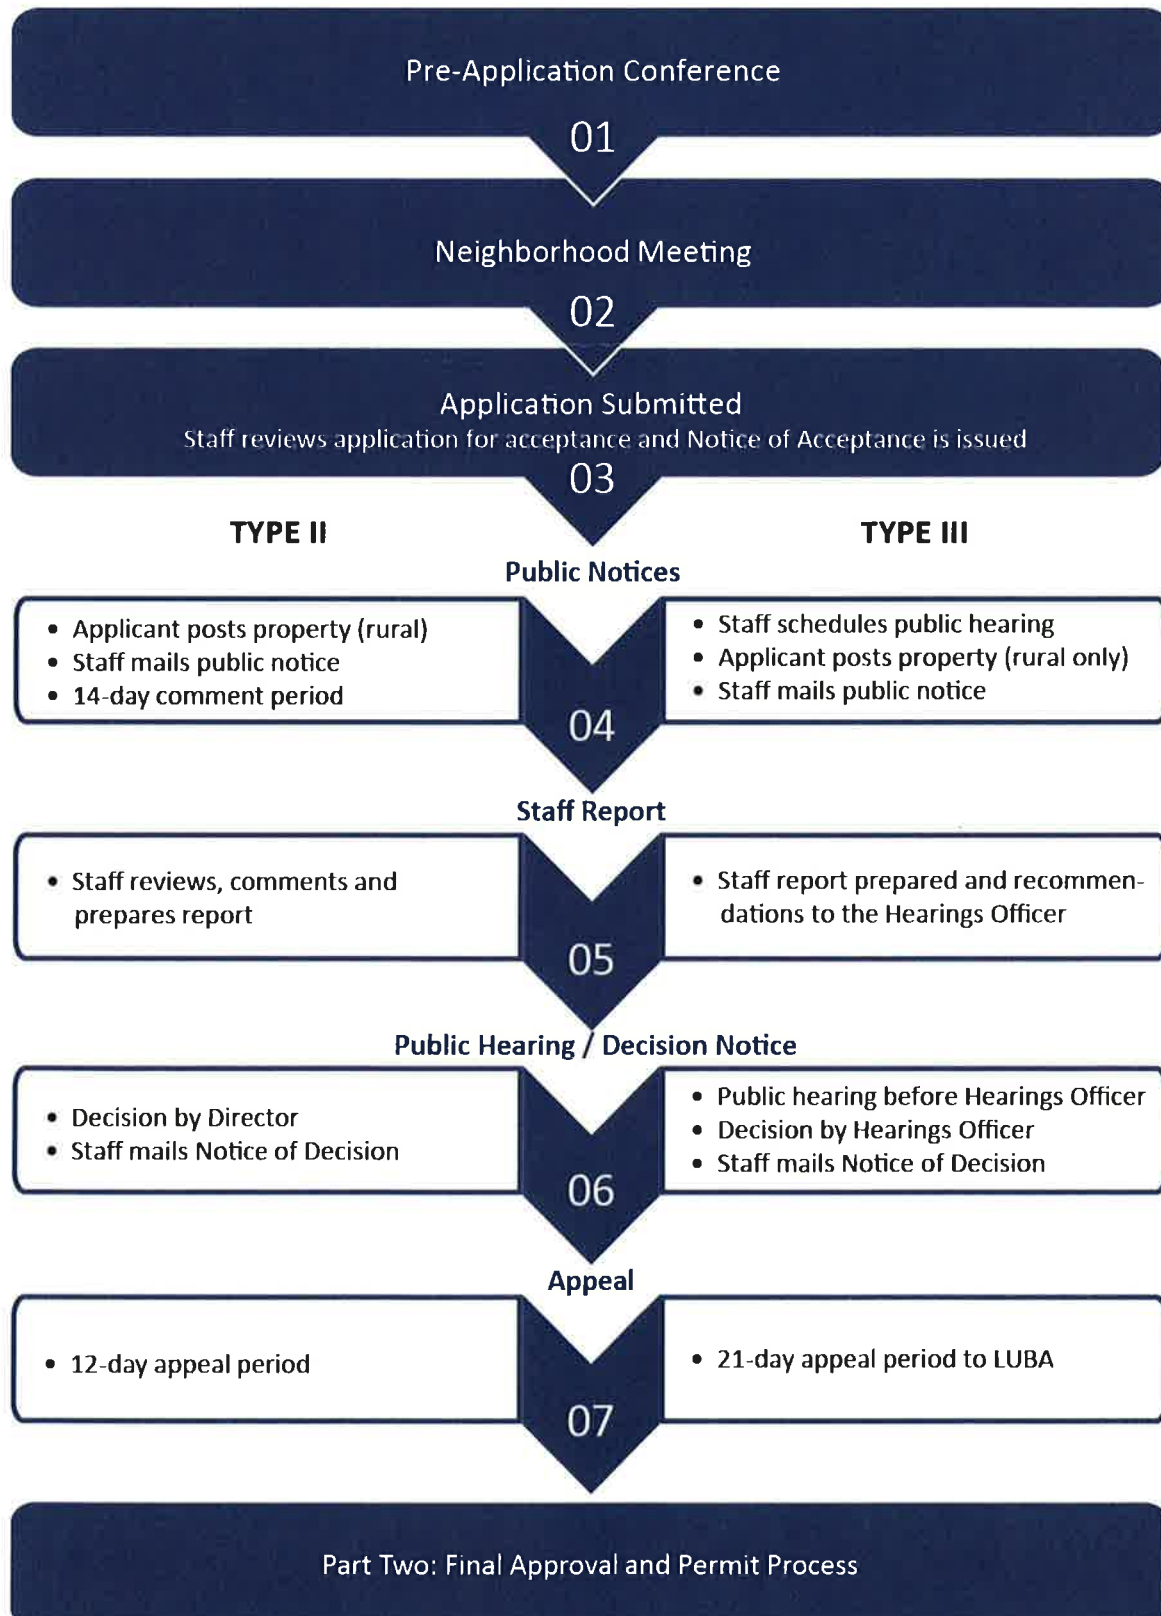 Pre-Application Conference
01
Neighborhood Meeting
02
Application Submitted
Staff reviews application for acceptance and Notice of Acceptance is issued
03
TYPE II
TYPE III
Public Notices
• Applicant posts property (rural)
• Staff mails public notice
• 14-day comment period
04
• Staff schedules public hearing
• Applicant posts property (rural only)
• Staff mails public notice
Staff Report
• Staff reviews, comments and
prepares report
05
• Staff report prepared and recommen-
dations to the Hearings Officer
Public Hearing / Decision Notice
• Decision by Director
• Staff mails Notice of Decision
06
• Public hearing before Hearings Officer
• Decision by Hearings Officer
• Staff mails Notice of Decision
Appeal
• 12-day appeal period
07
• 21-day appeal period to LUBA
Part Two: Final Approval and Permit Process